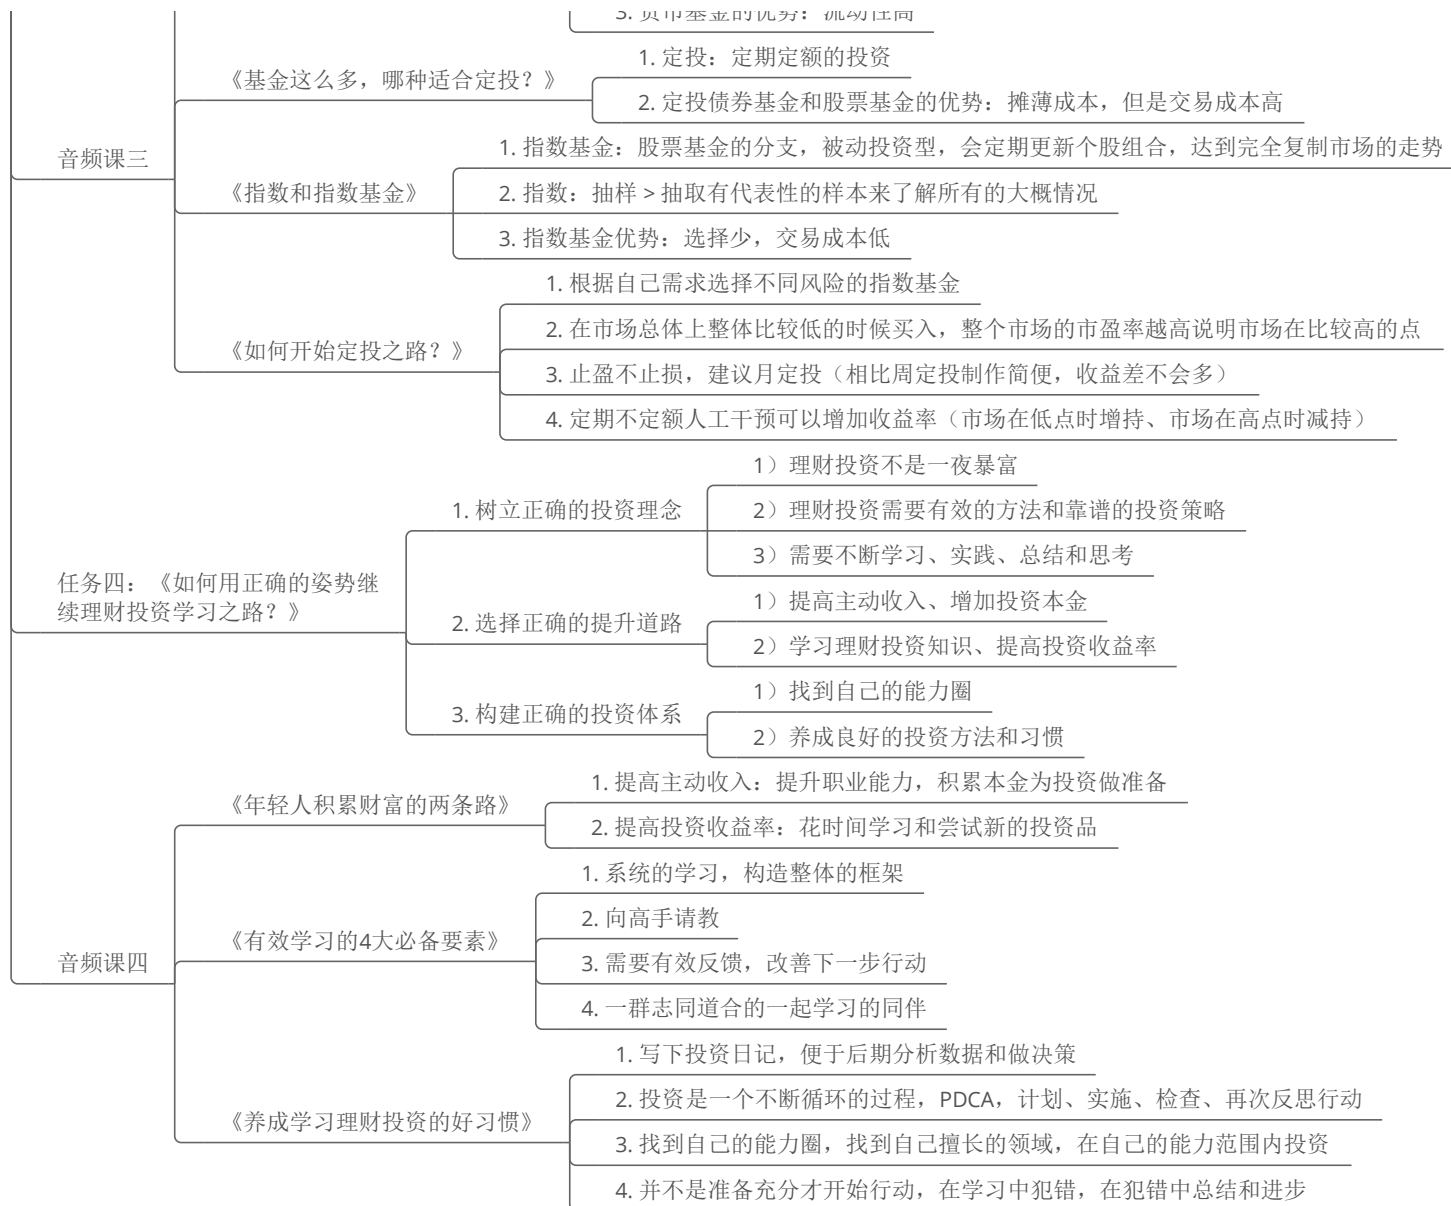 3. 货币基金的优势：流动性高
《基金这么多，哪种适合定投？》
1. 定投：定期定额的投资
2. 定投债券基金和股票基金的优势：摊薄成本，但是交易成本高
音频课三
《指数和指数基金》
1. 指数基金：股票基金的分支，被动投资型，会定期更新个股组合，达到完全复制市场的走势
2. 指数：抽样 > 抽取有代表性的样本来了解所有的大概情况
3. 指数基金优势：选择少，交易成本低
《如何开始定投之路？》
1. 根据自己需求选择不同风险的指数基金
2. 在市场总体上整体比较低的时候买入，整个市场的市盈率越高说明市场在比较高的点
3. 止盈不止损，建议月定投（相比周定投制作简便，收益差不会多）
4. 定期不定额人工干预可以增加收益率（市场在低点时增持、市场在高点时减持）
任务四：《如何用正确的姿势继
续理财投资学习之路？》
1. 树立正确的投资理念
1）理财投资不是一夜暴富
2）理财投资需要有效的方法和靠谱的投资策略
3）需要不断学习、实践、总结和思考
2. 选择正确的提升道路
1）提高主动收入、增加投资本金
2）学习理财投资知识、提高投资收益率
3. 构建正确的投资体系
1）找到自己的能力圈
2）养成良好的投资方法和习惯
音频课四
《年轻人积累财富的两条路》
1. 提高主动收入：提升职业能力，积累本金为投资做准备
2. 提高投资收益率：花时间学习和尝试新的投资品
《有效学习的4大必备要素》
1. 系统的学习，构造整体的框架
2. 向高手请教
3. 需要有效反馈，改善下一步行动
4. 一群志同道合的一起学习的同伴
《养成学习理财投资的好习惯》
1. 写下投资日记，便于后期分析数据和做决策
2. 投资是一个不断循环的过程，PDCA，计划、实施、检查、再次反思行动
3. 找到自己的能力圈，找到自己擅长的领域，在自己的能力范围内投资
4. 并不是准备充分才开始行动，在学习中犯错，在犯错中总结和进步